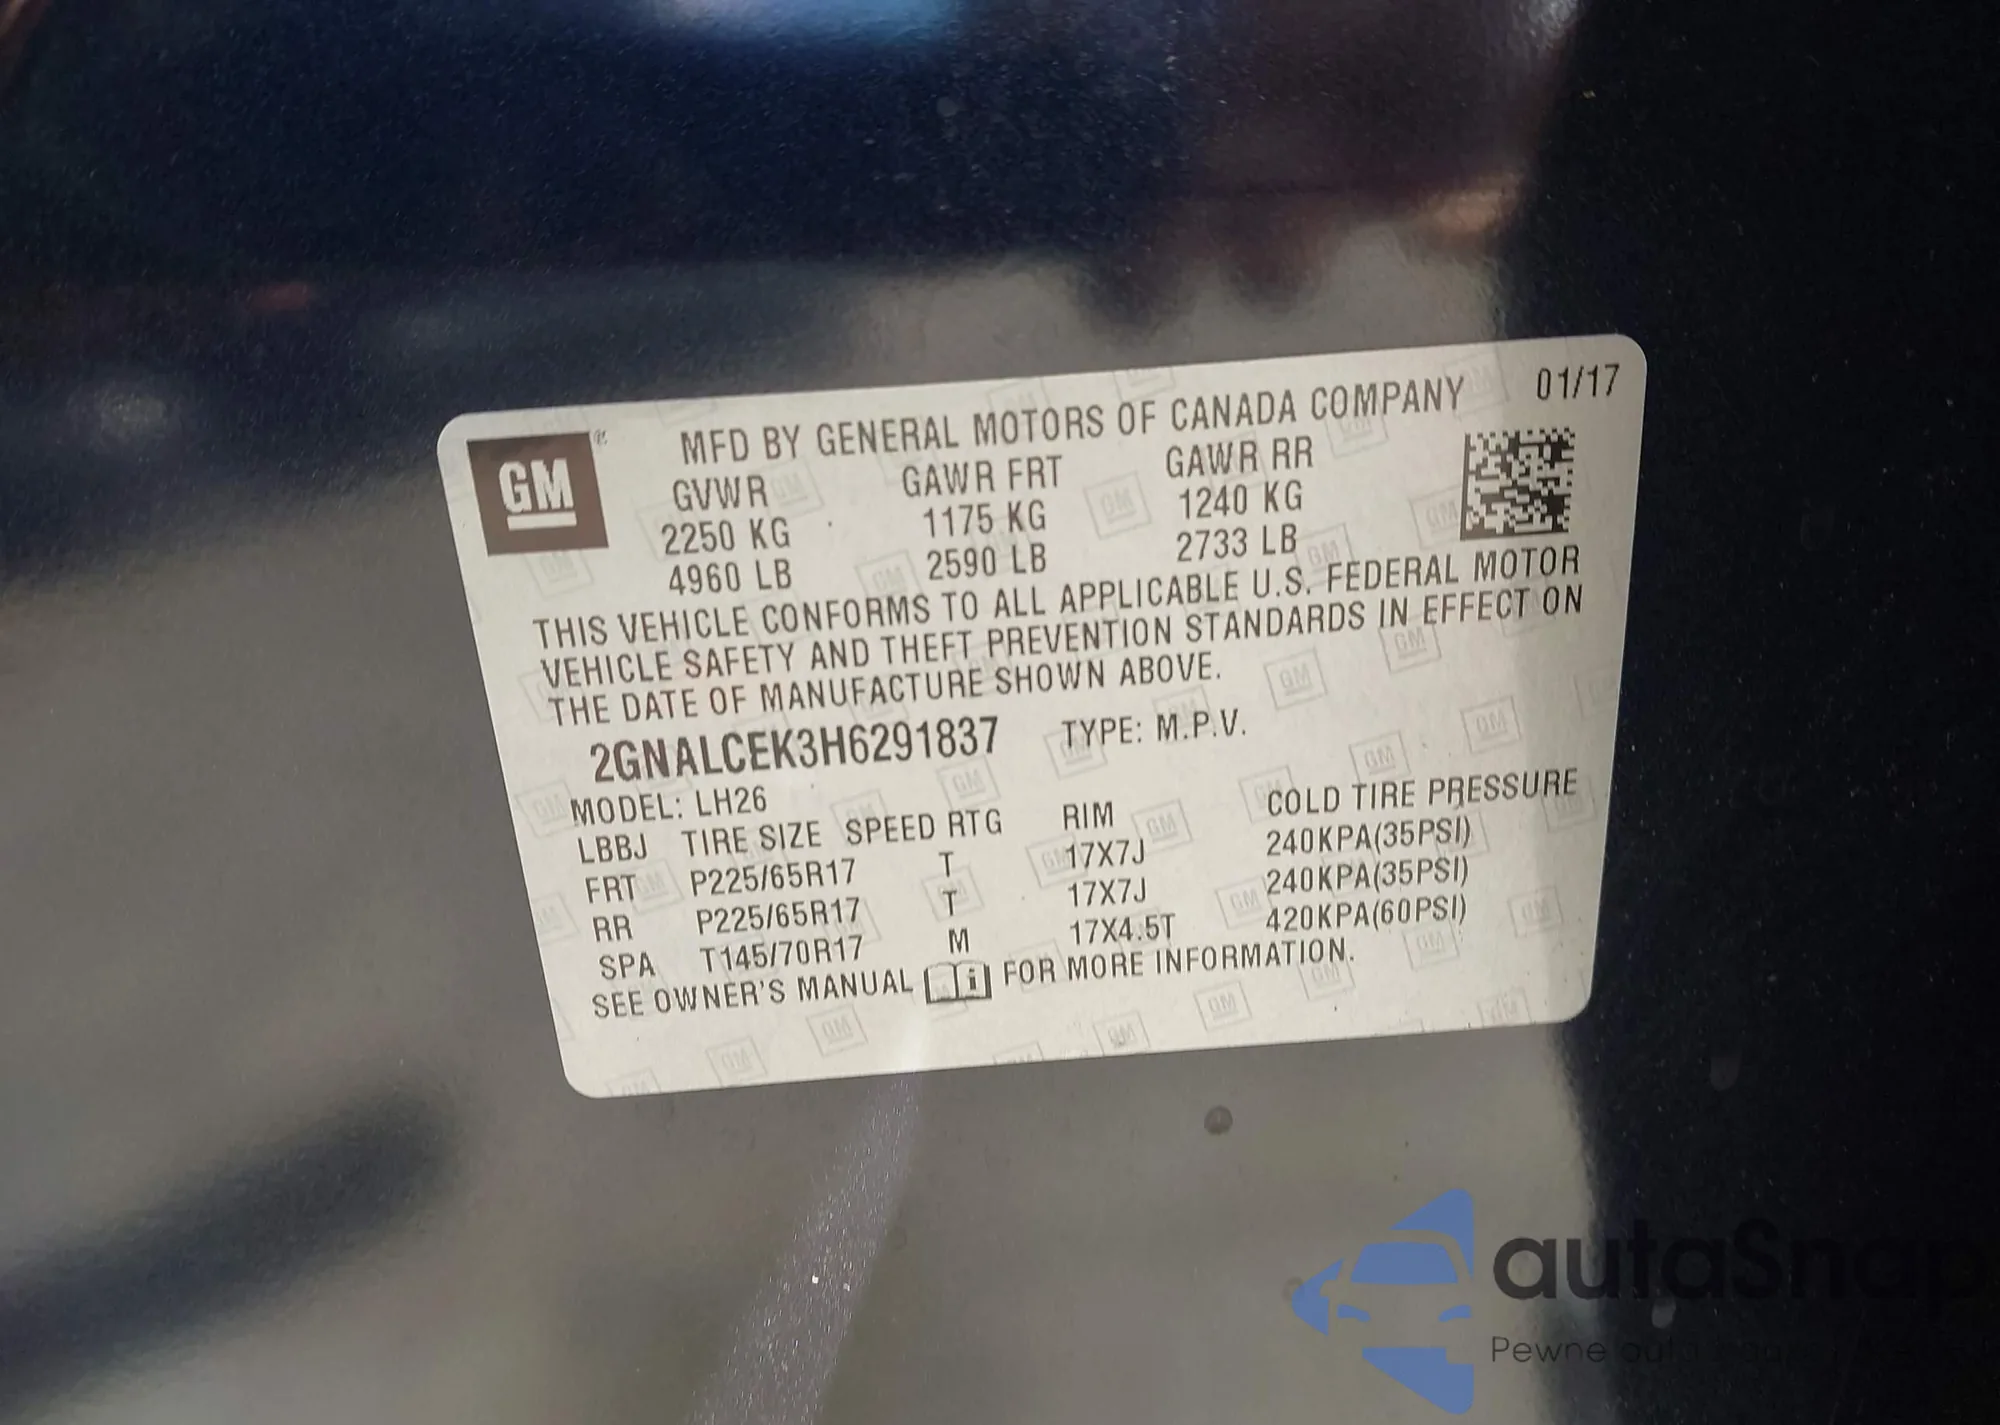 01/17
MFD BY GENERAL MOTORS OF CANADA COMPANY
GM®
GVWR GAWR FRT GAWR RR
2250 KG 1175 KG 1240 KG
4960 LB 2590 LB 2733 LB
THIS VEHICLE CONFORMS TO ALL APPLICABLE U.S. FEDERAL MOTOR
VEHICLE SAFETY AND THEFT PREVENTION STANDARDS IN EFFECT ON
THE DATE OF MANUFACTURE SHOWN ABOVE.
2GNALCEK3H6291837 TYPE: M.P.V.
MODEL: LH26
LBBJ TIRE SIZE SPEED RTG RIM COLD TIRE PRESSURE
FRT P225/65R17 T 17X7J 240KPA(35PSI)
RR P225/65R17 T 17X7J 240KPA(35PSI)
SPA T145/70R17 M 17X4.5T 420KPA(60PSI)
SEE OWNER'S MANUAL i FOR MORE INFORMATION.
autaSnap
Pewne auta